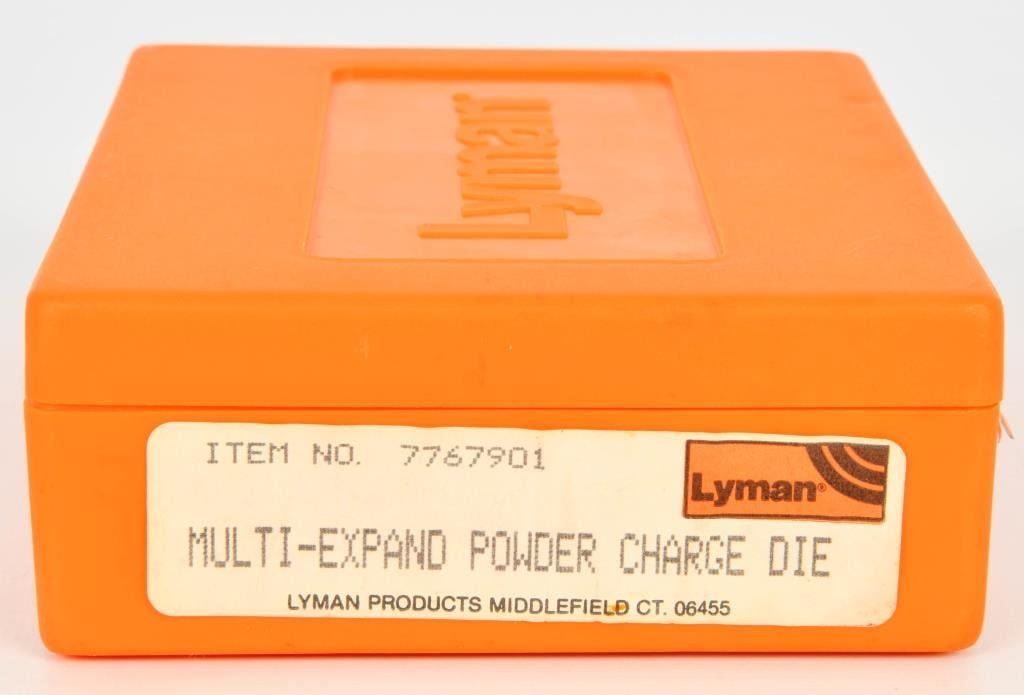 Lyman
ITEM NO. 7767901
Lyman®
MULTI-EXPAND POWDER CHARGE DIE
LYMAN PRODUCTS MIDDLEFIELD CT. 06455